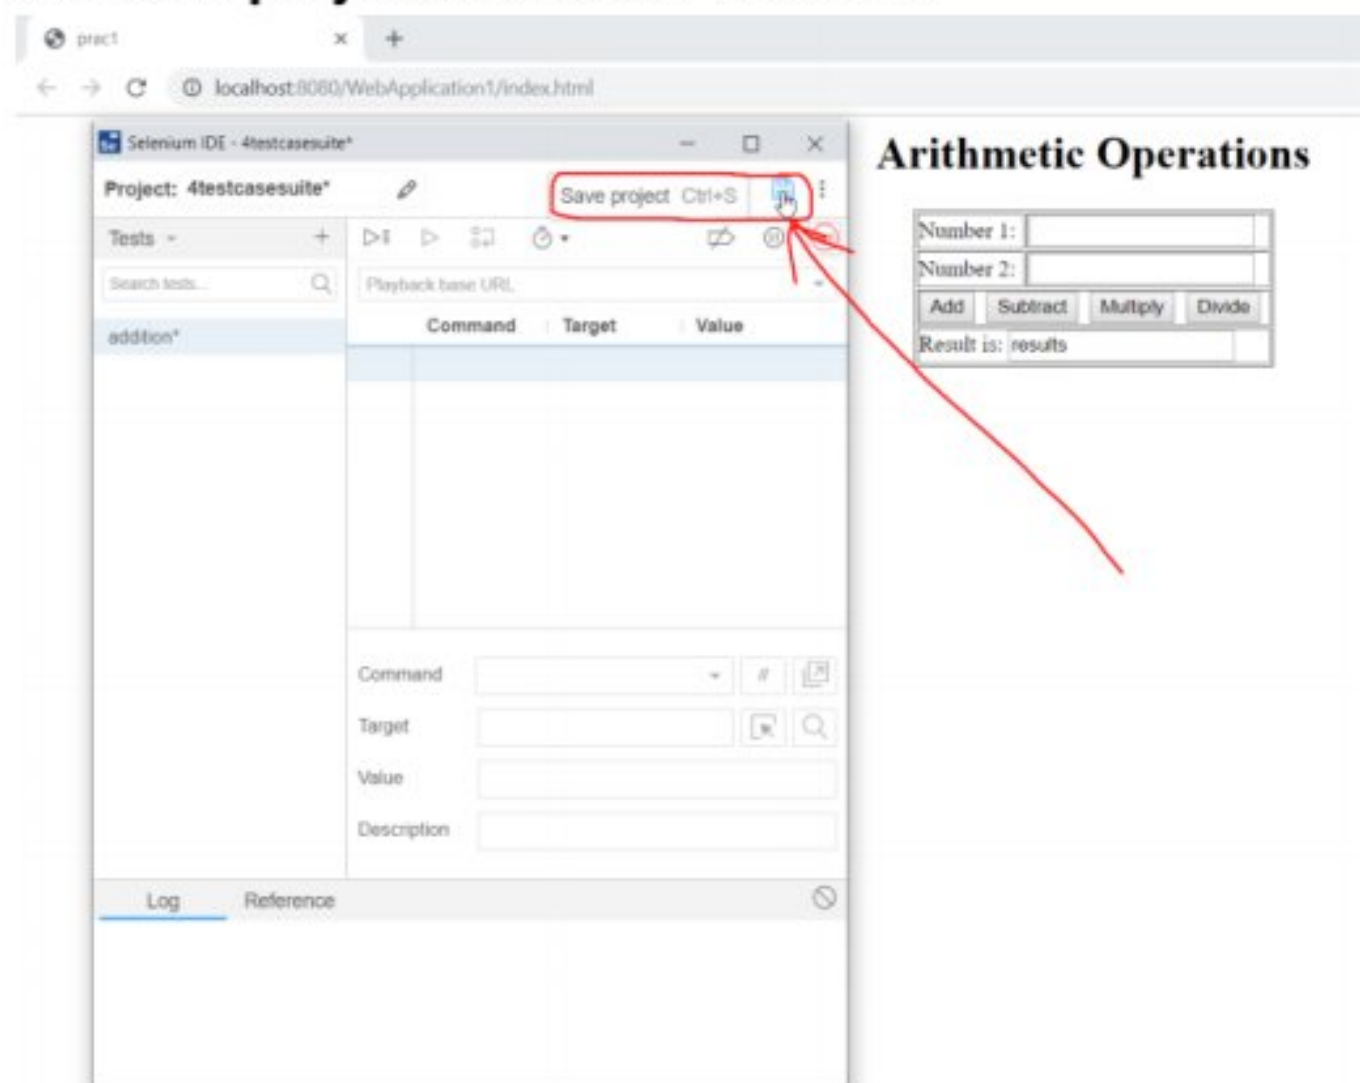 prac1
localhost:8080/WebApplication1/index.html
Selenium IDE - 4testcasesuite*
Project: 4testcasesuite*
Save project Ctrl+S
Tests
Search tests...
Playback base URL
Command Target Value
addition*
Command
//
Target
Value
Description
Log Reference
Arithmetic Operations
Number 1:
Number 2:
Add Subtract Multiply Divide
Result is: results